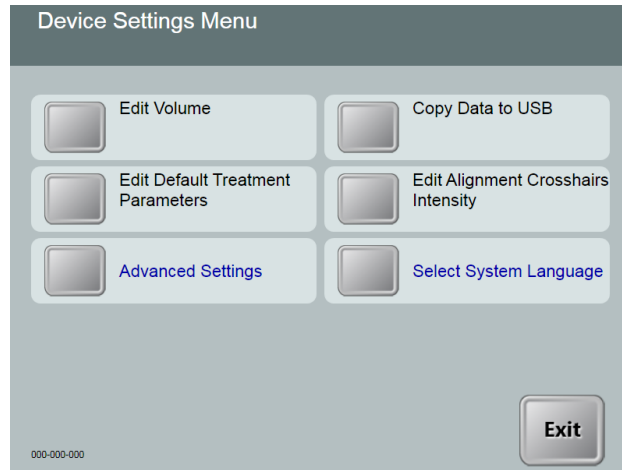 Device Settings Menu
Edit Volume
Copy Data to USB
Edit Default Treatment
Parameters
Edit Alignment Crosshairs
Intensity
Advanced Settings
Select System Language
Exit
000-000-000